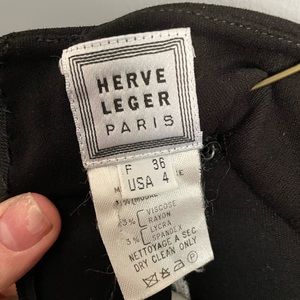 HERVE
LEGER
PARIS
F 36
USA 4
VISCOSE
RAYON
LYCRA
SPANDEX
NETTOYAGE A SEC
DRY CLEAN ONLY